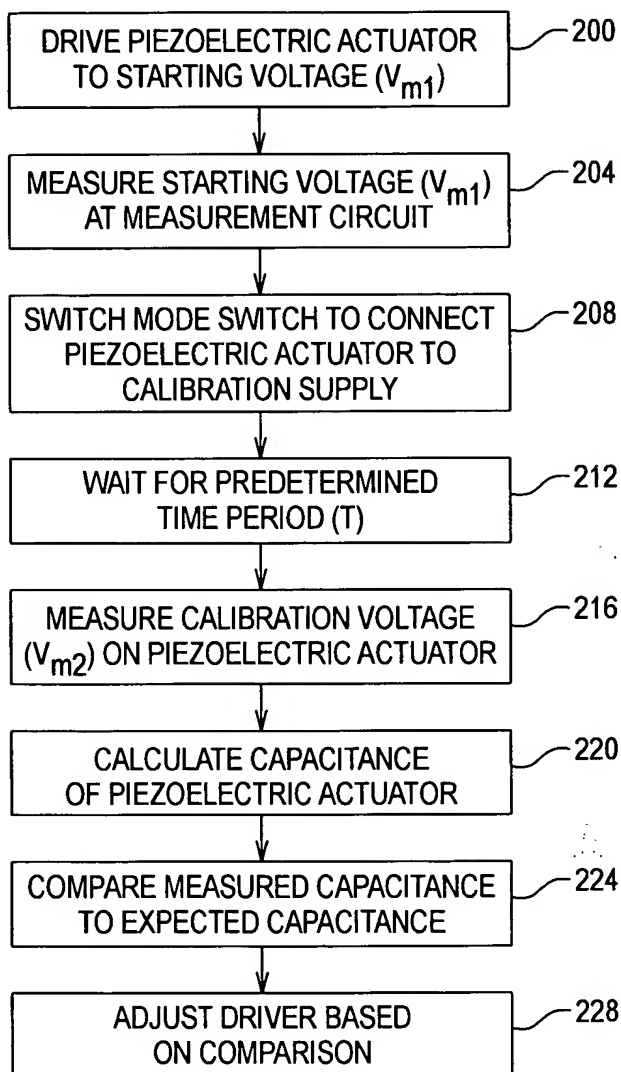 DRIVE PIEZOELECTRIC ACTUATOR
TO STARTING VOLTAGE (Vm1)
200
MEASURE STARTING VOLTAGE (Vm1)
AT MEASUREMENT CIRCUIT
204
SWITCH MODE SWITCH TO CONNECT
PIEZOELECTRIC ACTUATOR TO
CALIBRATION SUPPLY
208
WAIT FOR PREDETERMINED
TIME PERIOD (T)
212
MEASURE CALIBRATION VOLTAGE
(Vm2) ON PIEZOELECTRIC ACTUATOR
216
CALCULATE CAPACITANCE
OF PIEZOELECTRIC ACTUATOR
220
COMPARE MEASURED CAPACITANCE
TO EXPECTED CAPACITANCE
224
ADJUST DRIVER BASED
ON COMPARISON
228